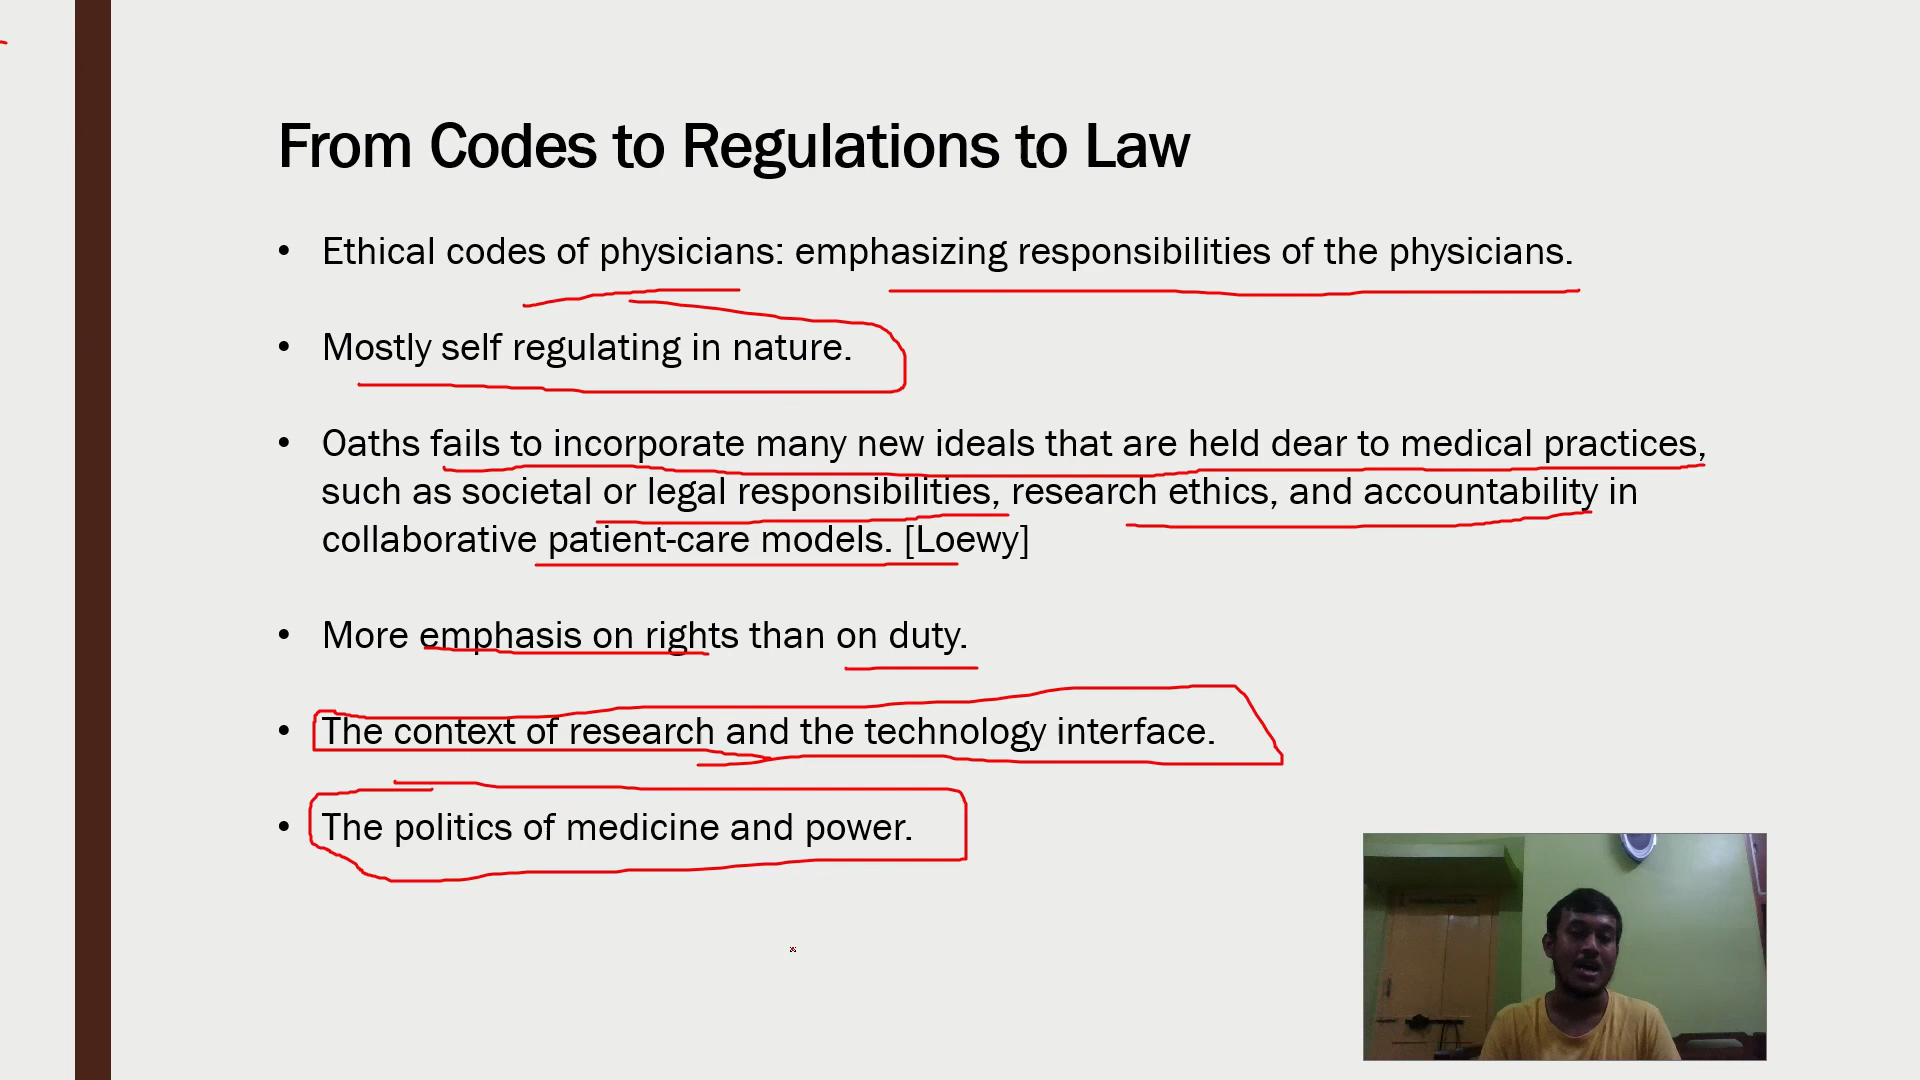 From Codes to Regulations to Law
• Ethical codes of physicians: emphasizing responsibilities of the physicians.
• Mostly self regulating in nature.
• Oaths fails to incorporate many new ideals that are held dear to medical practices,
such as societal or legal responsibilities, research ethics, and accountability in
collaborative patient-care models. [Loewy]
• More emphasis on rights than on duty.
• The context of research and the technology interface.
• The politics of medicine and power.